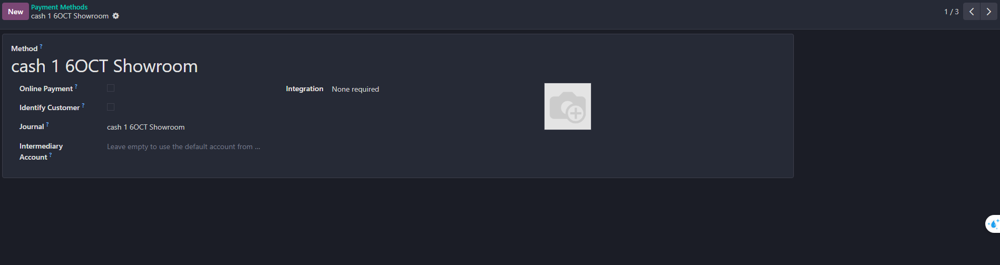 New
Payment Methods
cash 1 6OCT Showroom
1 / 3
Method ?
cash 1 6OCT Showroom
Online Payment ?
Integration None required
Identify Customer ?
Journal ? cash 1 6OCT Showroom
Intermediary Account ? Leave empty to use the default account from ...